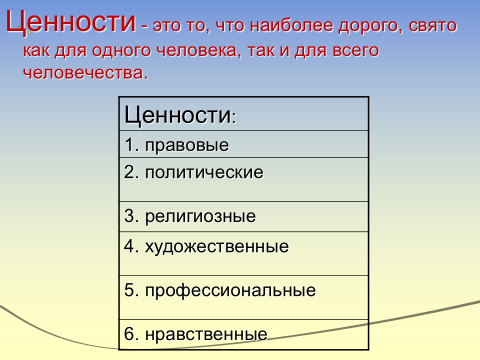 Ценности - это то, что наиболее дорого, свято
как для одного человека, так и для всего
человечества.
Ценности:
1. правовые
2. политические
3. религиозные
4. художественные
5. профессиональные
6. нравственные